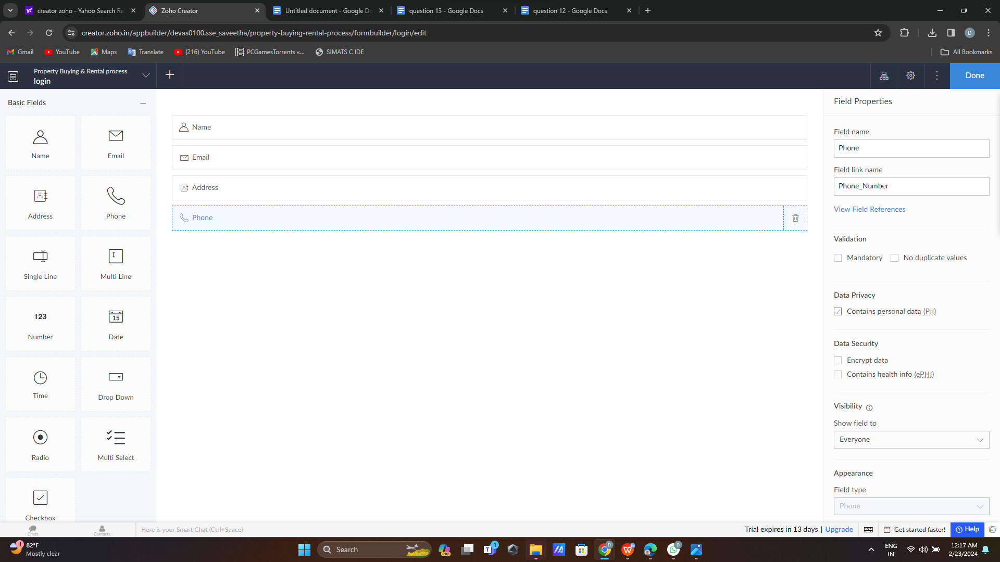 creator zoho - Yahoo Search Re
Zoho Creator
Untitled document - Google Do
question 13 - Google Docs
question 12 - Google Docs
creator.zoho.in/appbuilder/devas0100.sse_saveetha/property-buying-rental-process/formbuilder/login/edit
D
Gmail
YouTube
Maps
Translate
(216) YouTube
PCGamesTorrents «...
SIMATS C IDE
All Bookmarks
Property Buying & Rental process
login
Done
Basic Fields
Name
Email
Address
Phone
Single Line
Multi Line
123
Number
15
Date
Time
Drop Down
Radio
Multi Select
Checkbox
Name
Email
Address
Phone
Field Properties
Field name
Phone
Field link name
Phone_Number
View Field References
Validation
Mandatory
No duplicate values
Data Privacy
Contains personal data (PII)
Data Security
Encrypt data
Contains health info (ePHI)
Visibility
Show field to
Everyone
Appearance
Field type
Phone
Chats
Contacts
Here is your Smart Chat (Ctrl+Space)
Trial expires in 13 days | Upgrade
Get started faster!
Help
1
82°F
Mostly clear
Search
PRE
T
1
D
W
D
ENG
IN
12:17 AM
2/23/2024